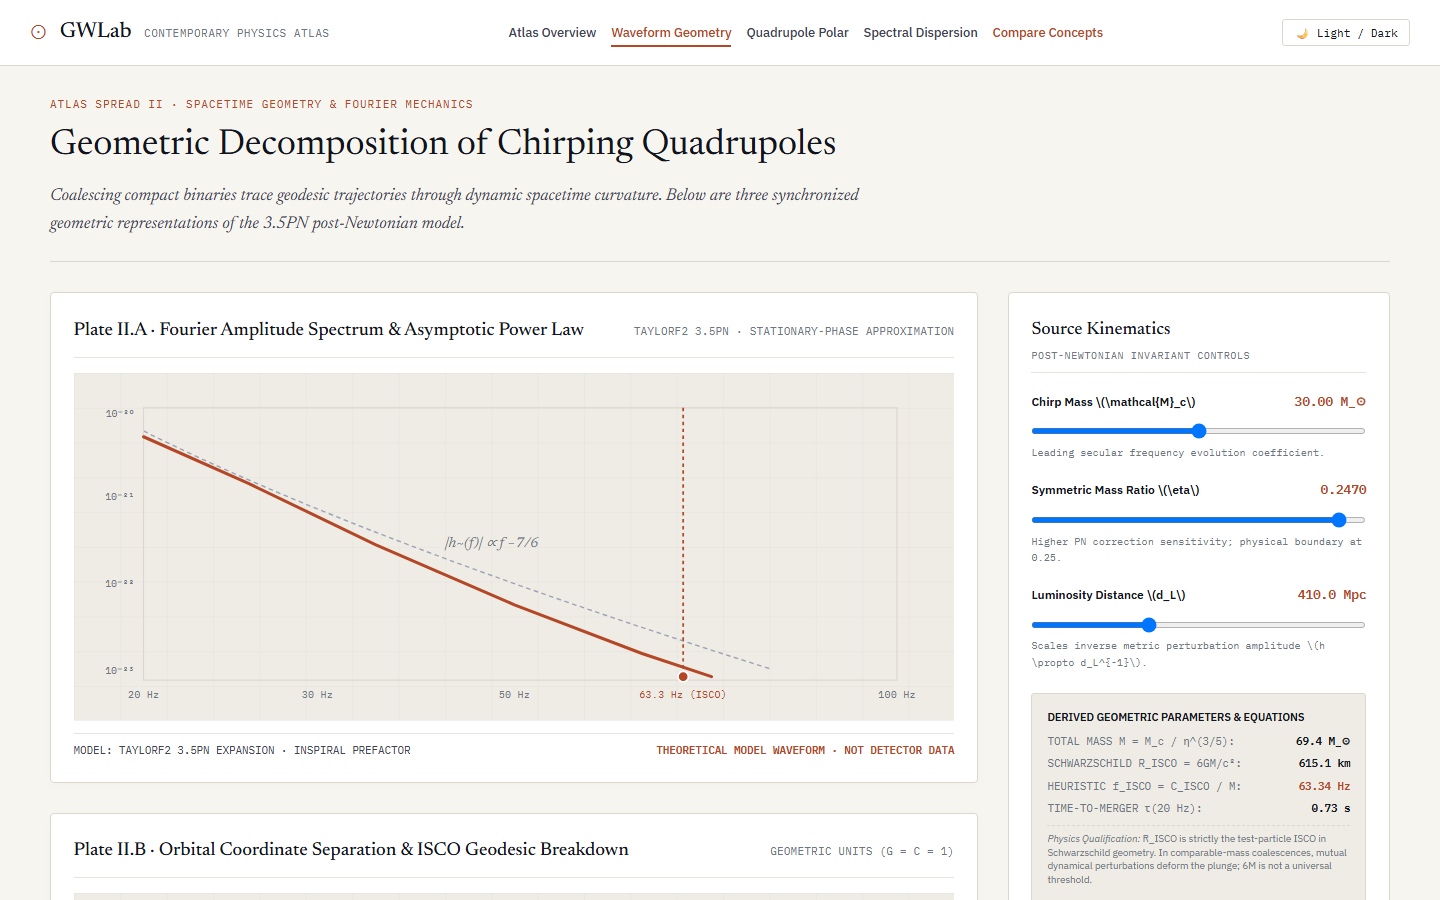 GWLab CONTEMPORARY PHYSICS ATLAS
Atlas Overview Waveform Geometry Quadrupole Polar Spectral Dispersion Compare Concepts
🌙 Light / Dark
ATLAS SPREAD II · SPACETIME GEOMETRY & FOURIER MECHANICS
Geometric Decomposition of Chirping Quadrupoles
Coalescing compact binaries trace geodesic trajectories through dynamic spacetime curvature. Below are three synchronized
geometric representations of the 3.5PN post-Newtonian model.
Plate II.A · Fourier Amplitude Spectrum & Asymptotic Power Law
TAYLORF2 3.5PN · STATIONARY-PHASE APPROXIMATION
10⁻²⁰
10⁻²¹
10⁻²²
10⁻²³
|h~(f)| ∝ f −7/6
20 Hz 30 Hz 50 Hz 63.3 Hz (ISCO) 100 Hz
MODEL: TAYLORF2 3.5PN EXPANSION · INSPIRAL PREFACTOR
THEORETICAL MODEL WAVEFORM · NOT DETECTOR DATA
Plate II.B · Orbital Coordinate Separation & ISCO Geodesic Breakdown
GEOMETRIC UNITS (G = C = 1)
Source Kinematics
POST-NEWTONIAN INVARIANT CONTROLS
Chirp Mass \(\mathcal{M}_c\) 30.00 M_⊙
Leading secular frequency evolution coefficient.
Symmetric Mass Ratio \(\eta\) 0.2470
Higher PN correction sensitivity; physical boundary at
0.25.
Luminosity Distance \(d_L\) 410.0 Mpc
Scales inverse metric perturbation amplitude \(h
\propto d_L^{-1}\).
DERIVED GEOMETRIC PARAMETERS & EQUATIONS
TOTAL MASS M = M_c / η^(3/5): 69.4 M_⊙
SCHWARZSCHILD R_ISCO = 6GM/c²: 615.1 km
HEURISTIC f_ISCO = C_ISCO / M: 63.34 Hz
TIME-TO-MERGER τ(20 Hz): 0.73 s
Physics Qualification: R_ISCO is strictly the test-particle ISCO in
Schwarzschild geometry. In comparable-mass coalescences, mutual
dynamical perturbations deform the plunge; 6M is not a universal
threshold.